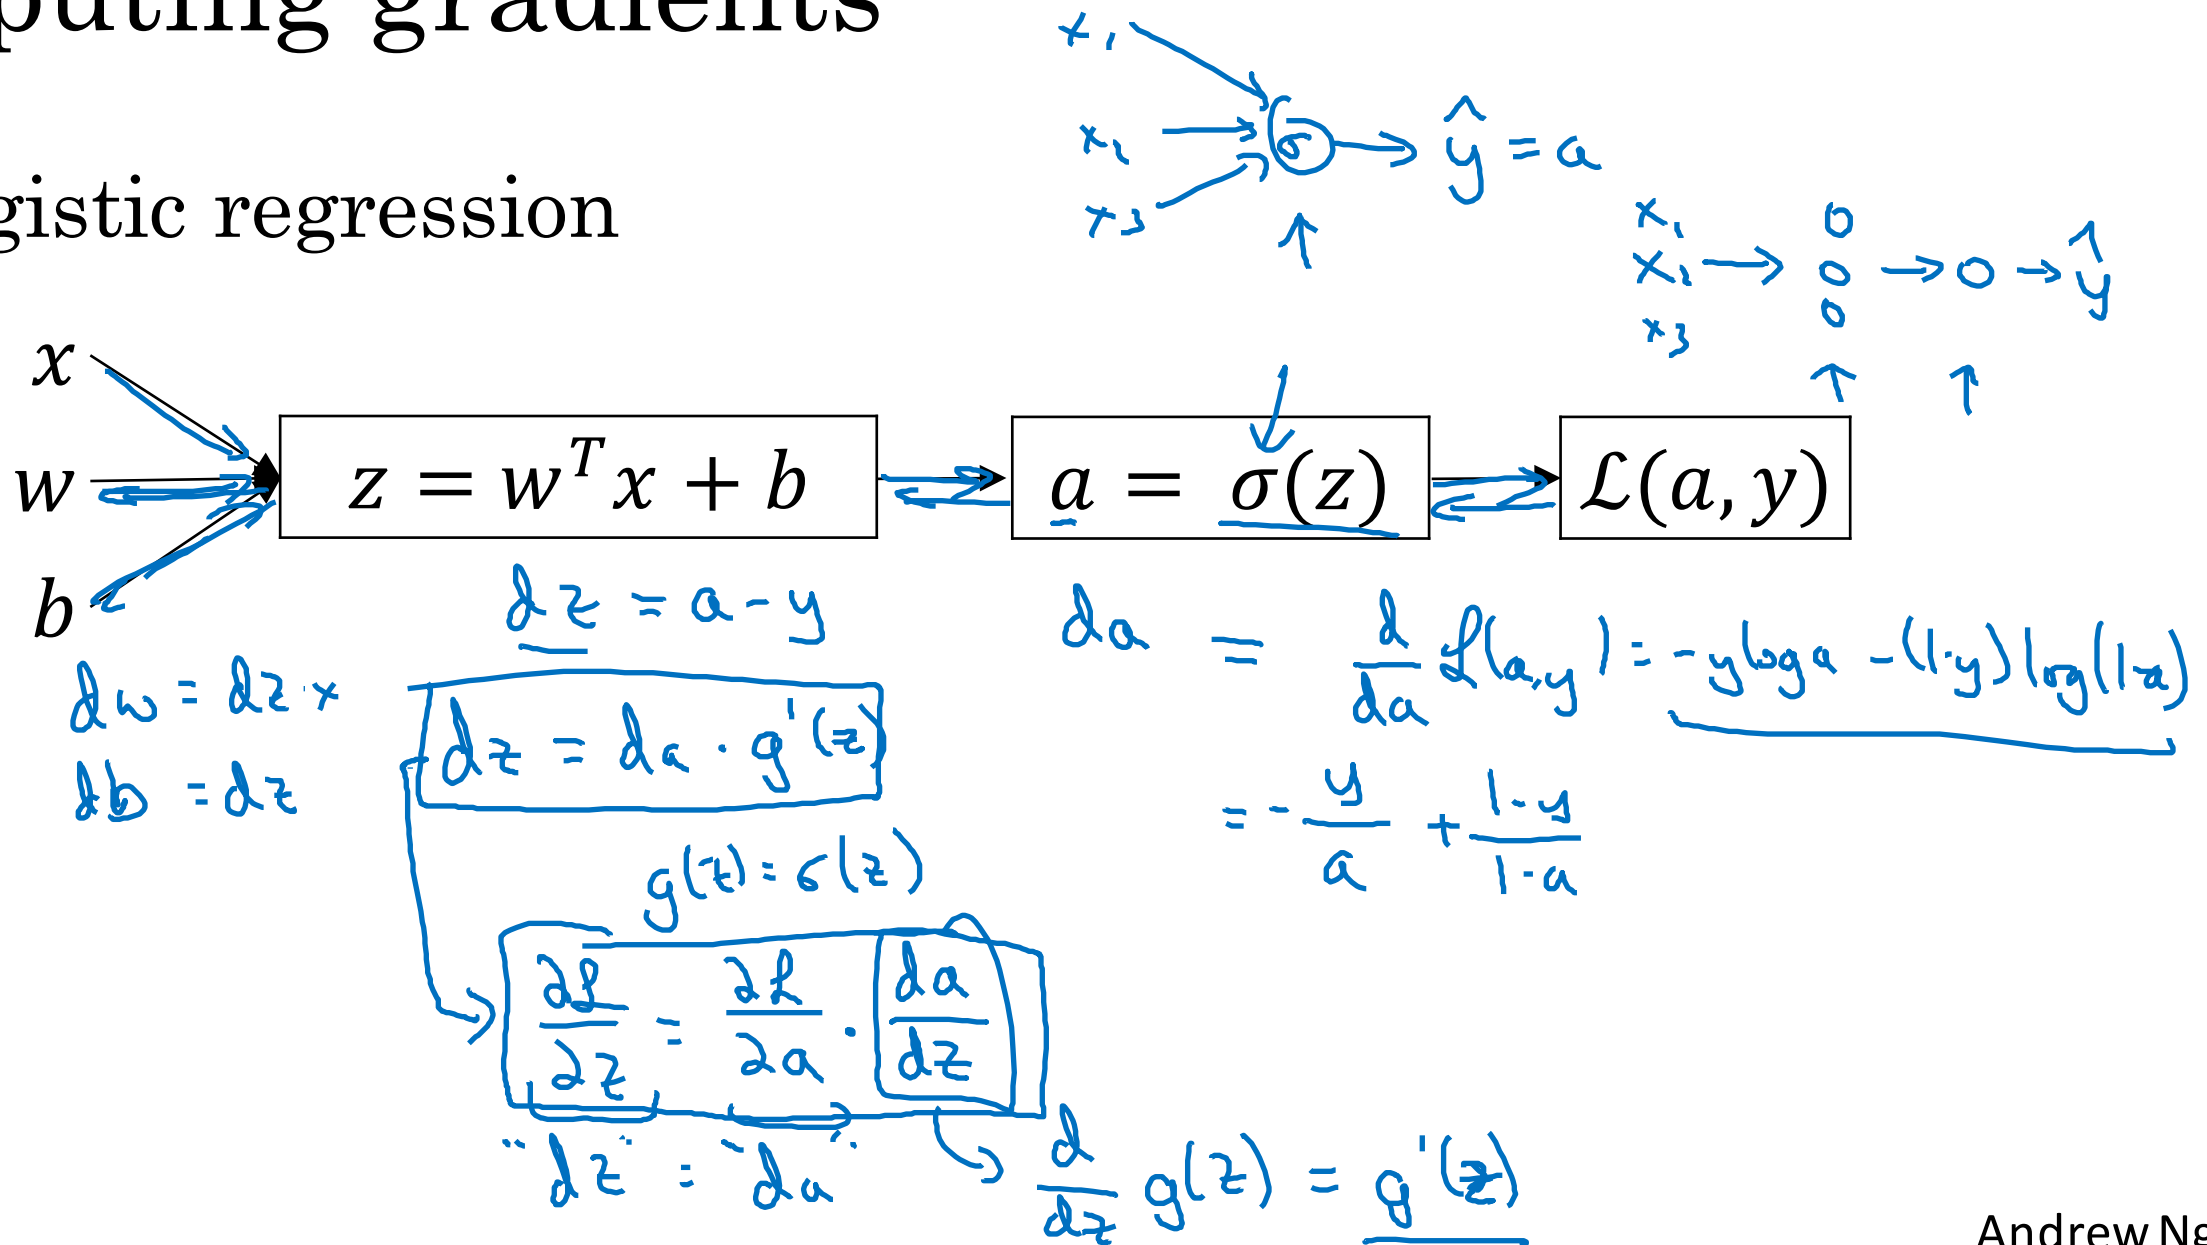 puting gradients
gistic regression
x₁
x₂
x₃
σ
ŷ = a
x₁
x₂
x₃
ŷ
x
w
b
z = wᵀx + b
a = σ(z)
ℒ(a, y)
dz = a - y
da = d/da ℒ(a,y) = -y log a - (1-y) log(1-a)
dw = dz · x
dz = da · g'(z)
= - y/a + (1-y)/(1-a)
db = dz
g(z) = σ(z)
∂ℒ/∂z = ∂ℒ/∂a · da/dz
"dz" = "da"
d/dz g(z) = g'(z)
Andrew Ng